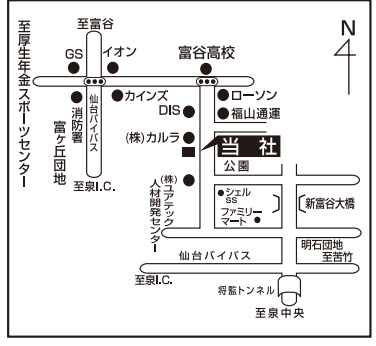 至富谷
N
GS
イオン
富谷高校
至厚生年金スポーツセンター
消防署
富ヶ丘団地
仙台バイパス
カインズ
DIS
ローソン
福山通運
(株)カルラ
当 社
公園
至泉I.C.
(株)ユアテック
人材開発センター
シェル
SS
ファミリー
マート
新富谷大橋
明石団地
至苦竹
仙台バイパス
至泉I.C.
将監トンネル
至泉中央